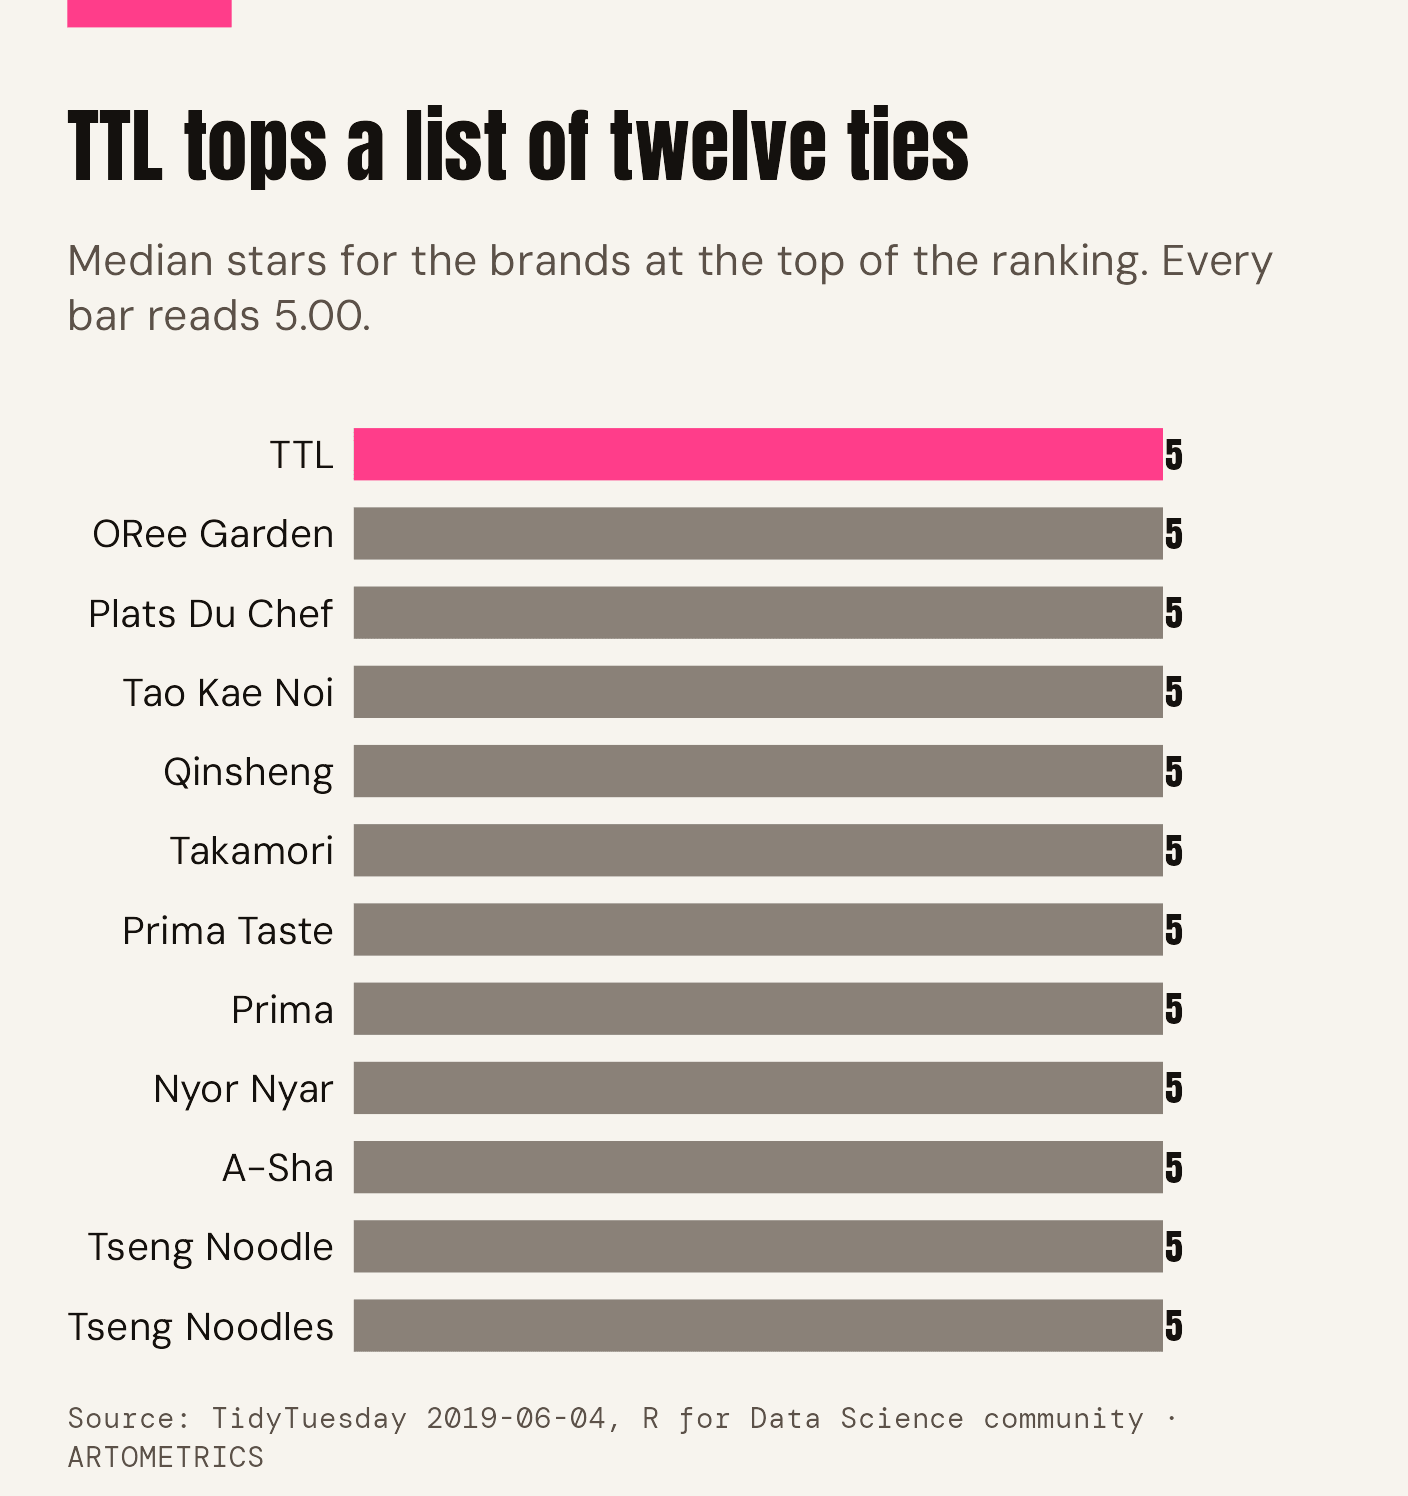 TTL tops a list of twelve ties
Median stars for the brands at the top of the ranking. Every
bar reads 5.00.
TTL 5
ORee Garden 5
Plats Du Chef 5
Tao Kae Noi 5
Qinsheng 5
Takamori 5
Prima Taste 5
Prima 5
Nyor Nyar 5
A-Sha 5
Tseng Noodle 5
Tseng Noodles 5
Source: TidyTuesday 2019-06-04, R for Data Science community ·
ARTOMETRICS